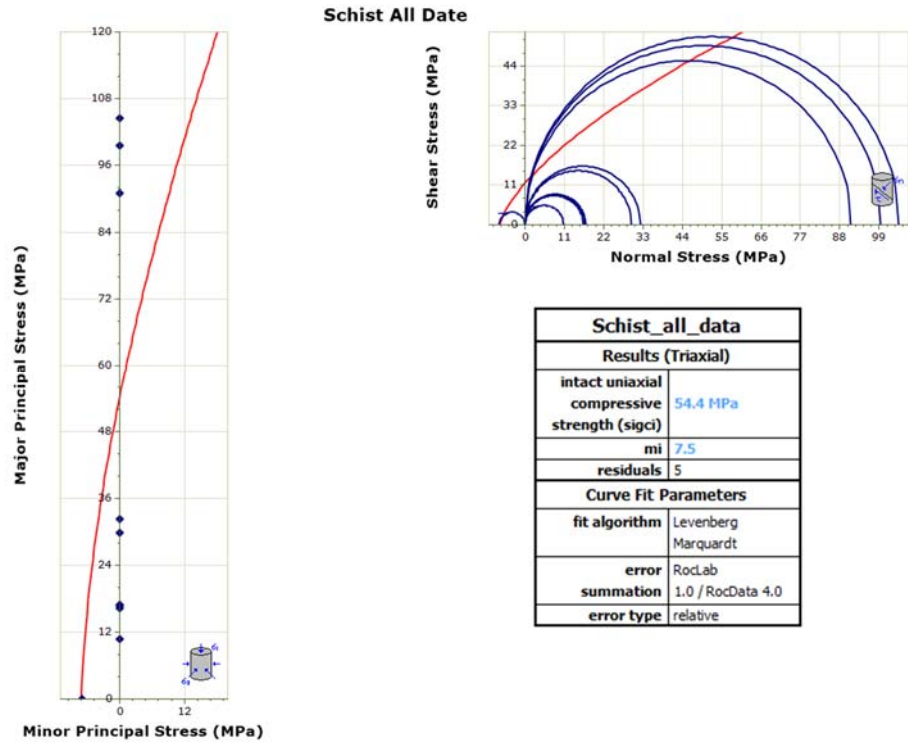 Schist All Date
120
108
96
84
72
60
48
36
24
12
0
0 12
Major Principal Stress (MPa)
Minor Principal Stress (MPa)
44
33
22
11
0
0 11 22 33 44 55 66 77 88 99
Shear Stress (MPa)
Normal Stress (MPa)
Schist_all_data
Results (Triaxial)
intact uniaxial
compressive 54.4 MPa
strength (sigci)
mi 7.5
residuals 5
Curve Fit Parameters
fit algorithm Levenberg
Marquardt
error RocLab
summation 1.0 / RocData 4.0
error type relative